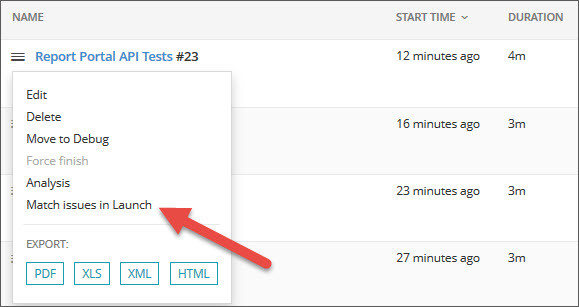 NAME START TIME DURATION
Report Portal API Tests #23 12 minutes ago 4m
Edit
Delete
16 minutes ago 3m
Move to Debug
Force finish
Analysis
23 minutes ago 3m
Match issues in Launch
EXPORT:
27 minutes ago 3m
PDF XLS XML HTML